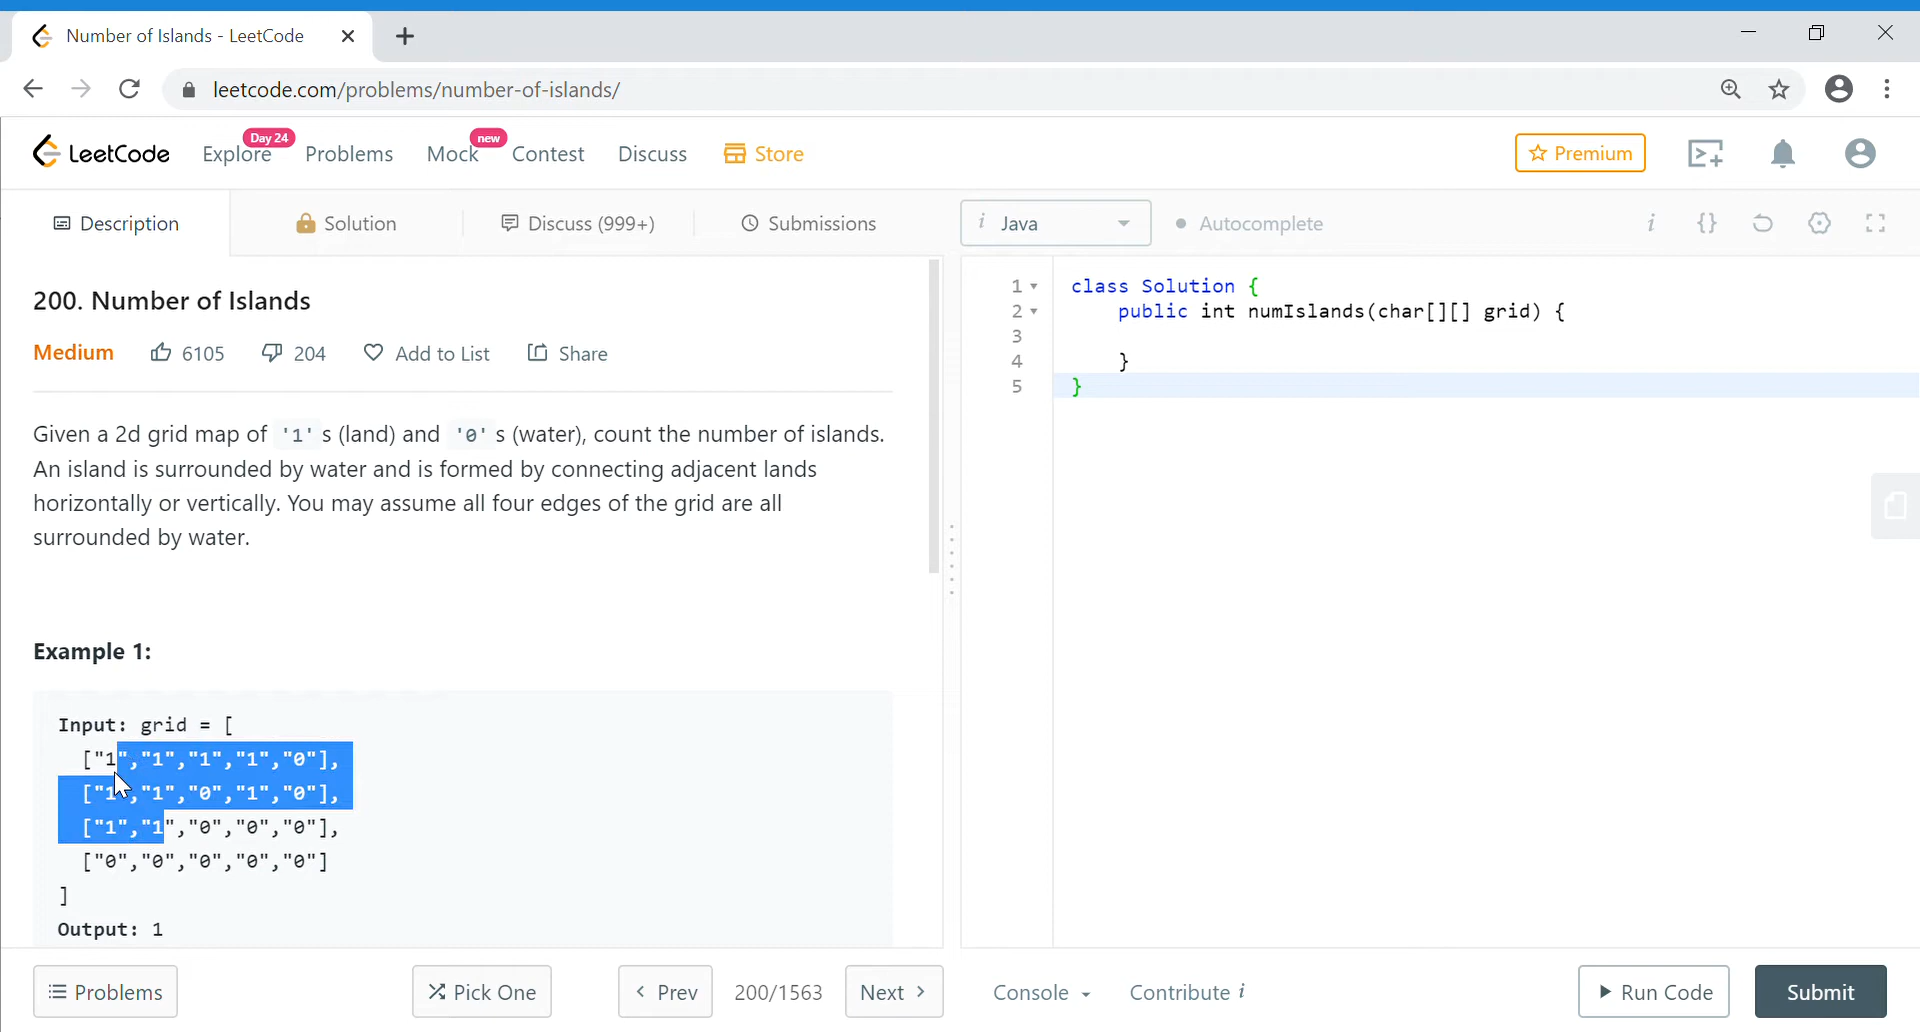 Number of Islands - LeetCode
leetcode.com/problems/number-of-islands/
LeetCode Explore Day 24 Problems Mock new Contest Discuss Store Premium
Description Solution Discuss (999+) Submissions
i Java Autocomplete i {}
200. Number of Islands
Medium 6105 204 Add to List Share
Given a 2d grid map of '1' s (land) and '0' s (water), count the number of islands.
An island is surrounded by water and is formed by connecting adjacent lands
horizontally or vertically. You may assume all four edges of the grid are all
surrounded by water.
Example 1:
Input: grid = [
["1","1","1","1","0"],
["1","1","0","1","0"],
["1","1","0","0","0"],
["0","0","0","0","0"]
]
Output: 1
1 class Solution {
2 public int numIslands(char[][] grid) {
3
4 }
5 }
Problems Pick One Prev 200/1563 Next
Console Contribute i Run Code Submit